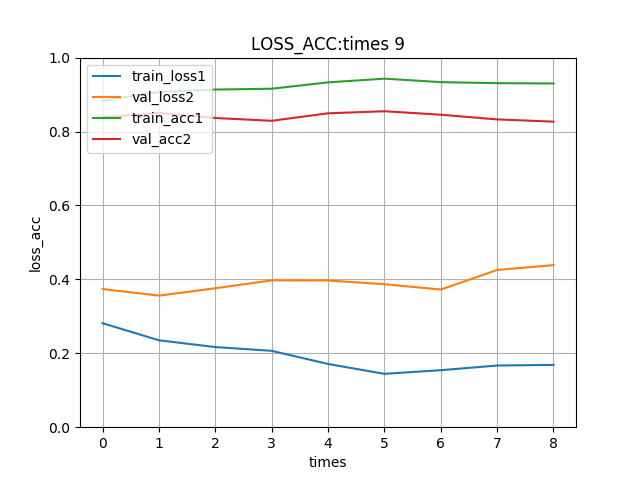 LOSS_ACC:times 9
1.0
0.8
0.6
0.4
0.2
0.0
loss_acc
train_loss1
val_loss2
train_acc1
val_acc2
0 1 2 3 4 5 6 7 8
times